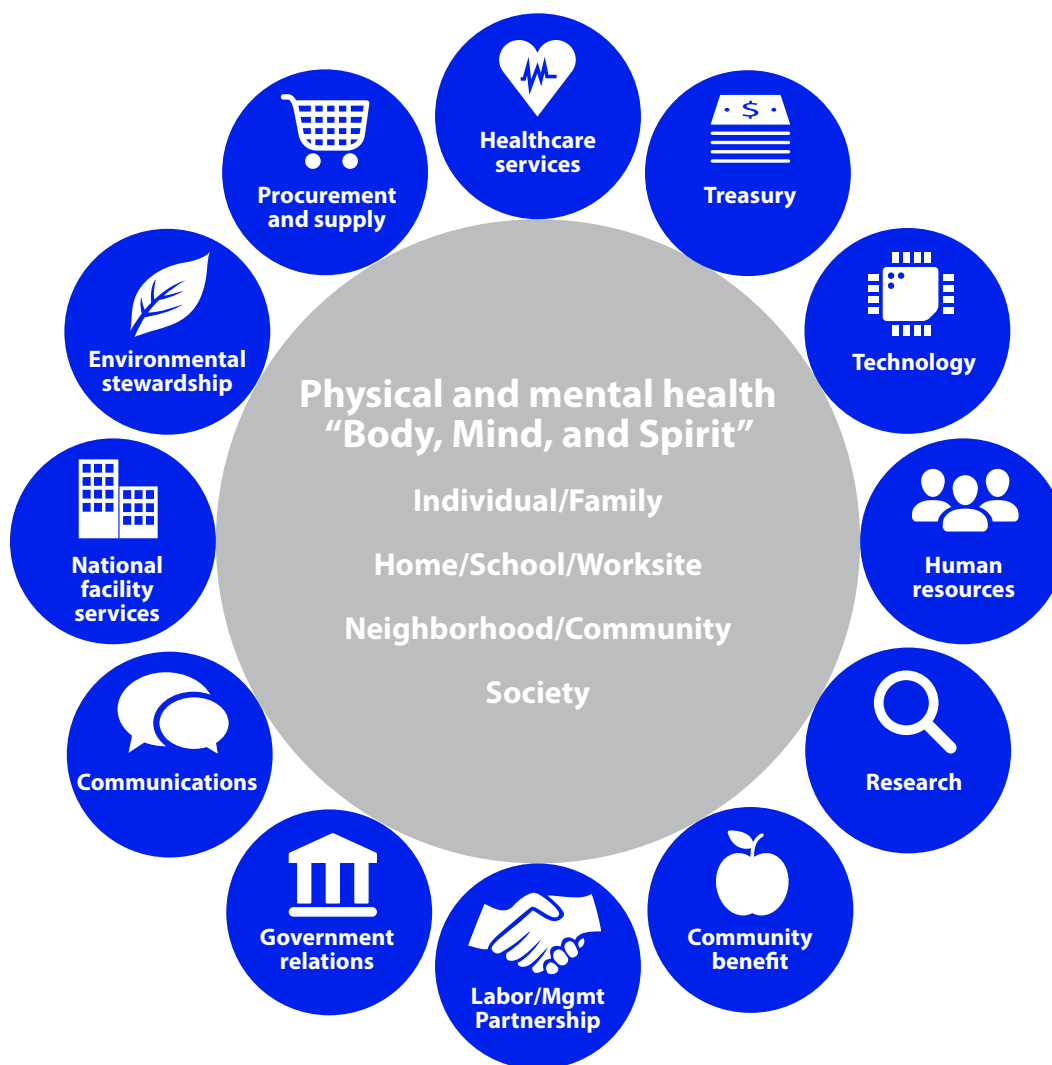 Healthcare
services
$
Treasury
Technology
Human
resources
Research
Community
benefit
Labor/Mgmt
Partnership
Government
relations
Communications
National
facility
services
Environmental
stewardship
Procurement
and supply
Physical and mental health
“Body, Mind, and Spirit”
Individual/Family
Home/School/Worksite
Neighborhood/Community
Society